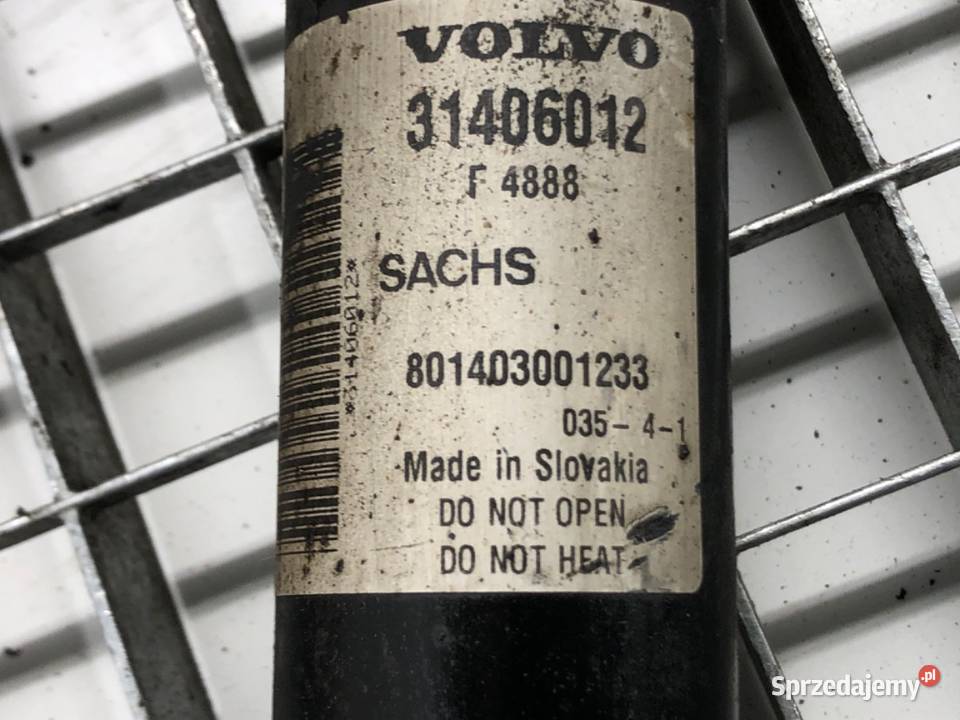 VOLVO
31406012
F 4888
SACHS
801403001233
035- 4-1
Made in Slovakia
DO NOT OPEN
DO NOT HEAT
*31406012*
Sprzedajemy.pl